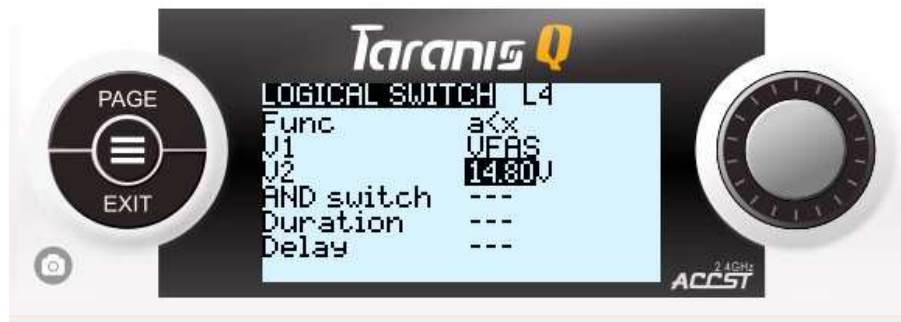 Taranis Q
PAGE
EXIT
LOGICAL SWITCH L4
Func a<x
V1 VFAS
V2 14.80V
AND switch ---
Duration ---
Delay ---
2.4GHz
ACCST